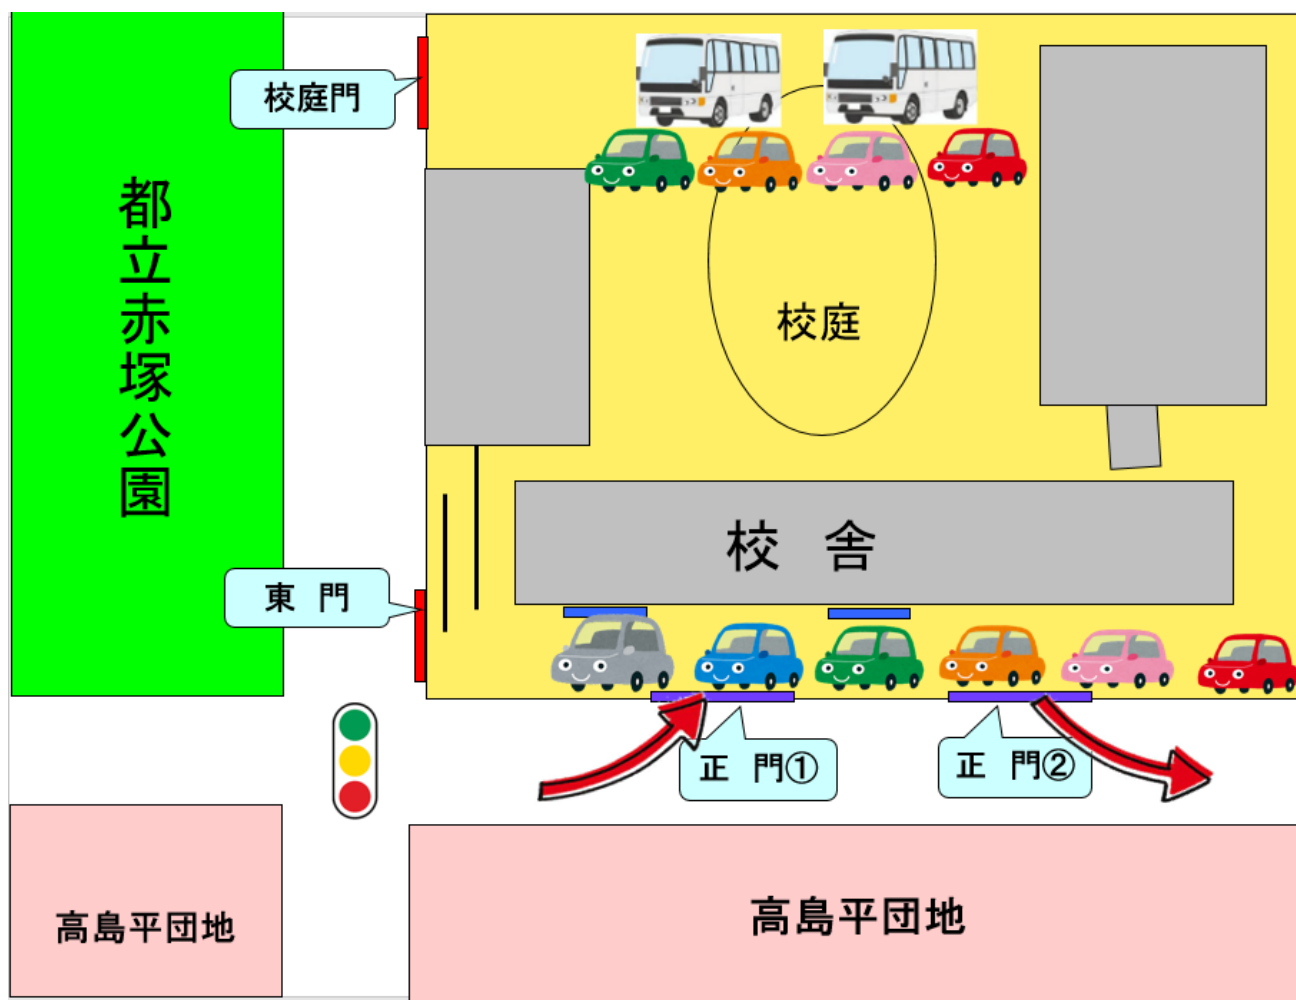 校庭門
都立赤塚公園
校庭
校 舎
東 門
正 門①
正 門②
高島平団地
高島平団地